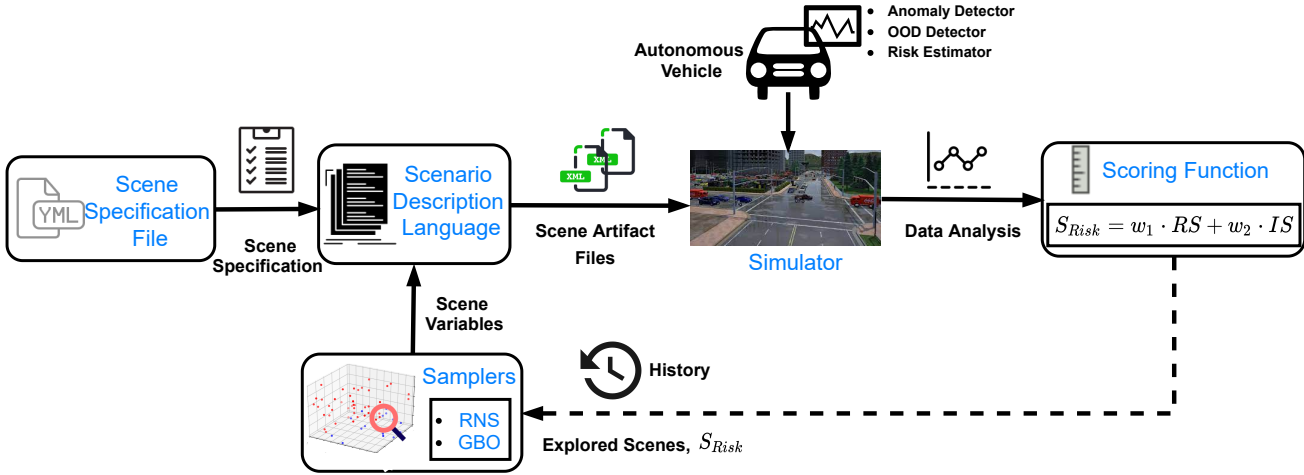 Autonomous
Vehicle
• Anomaly Detector
• OOD Detector
• Risk Estimator
YML
Scene
Specification
File
Scene
Specification
Scenario
Description
Language
XML
XML
Scene Artifact
Files
Simulator
Data Analysis
Scoring Function
S_{Risk} = w_1 · RS + w_2 · IS
Scene
Variables
Samplers
• RNS
• GBO
History
Explored Scenes, S_{Risk}